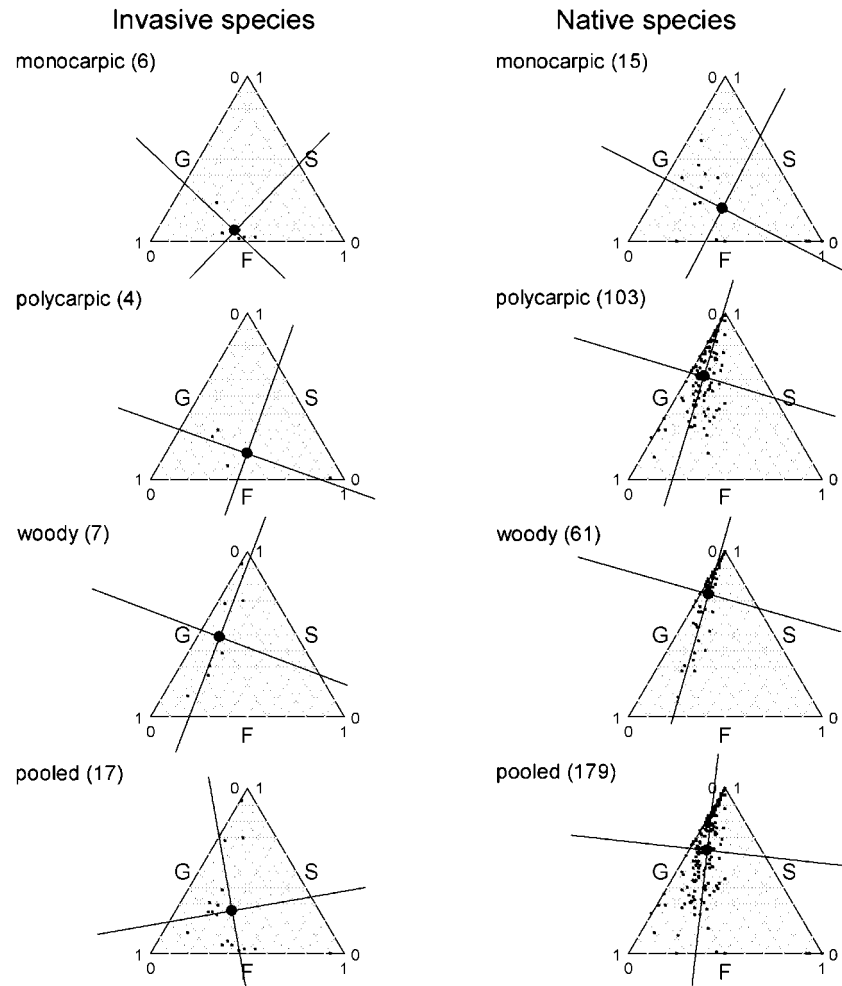 Invasive species
Native species
monocarpic (6)
0 1
G S
1 0
0 F 1
monocarpic (15)
0 1
G S
1 0
0 F 1
polycarpic (4)
0 1
G S
1 0
0 F 1
polycarpic (103)
0 1
G S
1 0
0 F 1
woody (7)
0 1
G S
1 0
0 F 1
woody (61)
0 1
G S
1 0
0 F 1
pooled (17)
0 1
G S
1 0
0 F 1
pooled (179)
0 1
G S
1 0
0 F 1